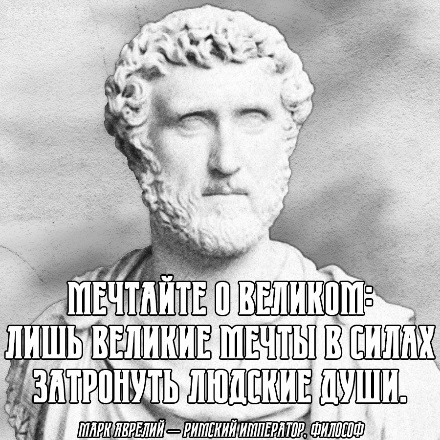 МЕЧТАЙТЕ О ВЕЛИКОМ:
ЛИШЬ ВЕЛИКИЕ МЕЧТЫ В СИЛАХ
ЗАТРОНУТЬ ЛЮДСКИЕ ДУШИ.
МАРК АВРЕЛИЙ — РИМСКИЙ ИМПЕРАТОР, ФИЛОСОФ